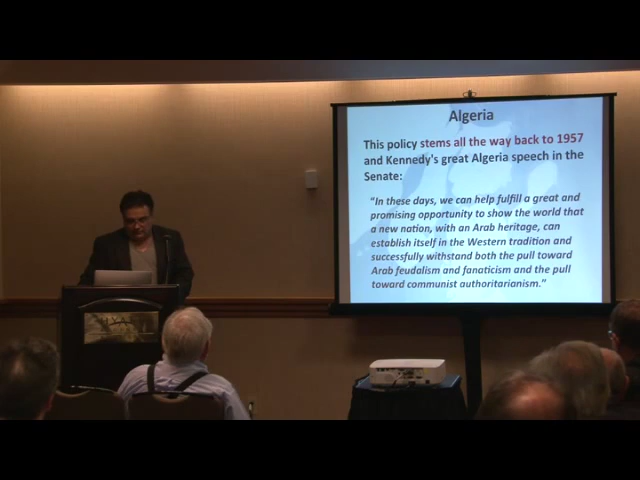 Algeria
This policy stems all the way back to 1957
and Kennedy's great Algeria speech in the
Senate:
"In these days, we can help fulfill a great and
promising opportunity to show the world that
a new nation, with an Arab heritage, can
establish itself in the Western tradition and
successfully withstand both the pull toward
Arab feudalism and fanaticism and the pull
toward communist authoritarianism."